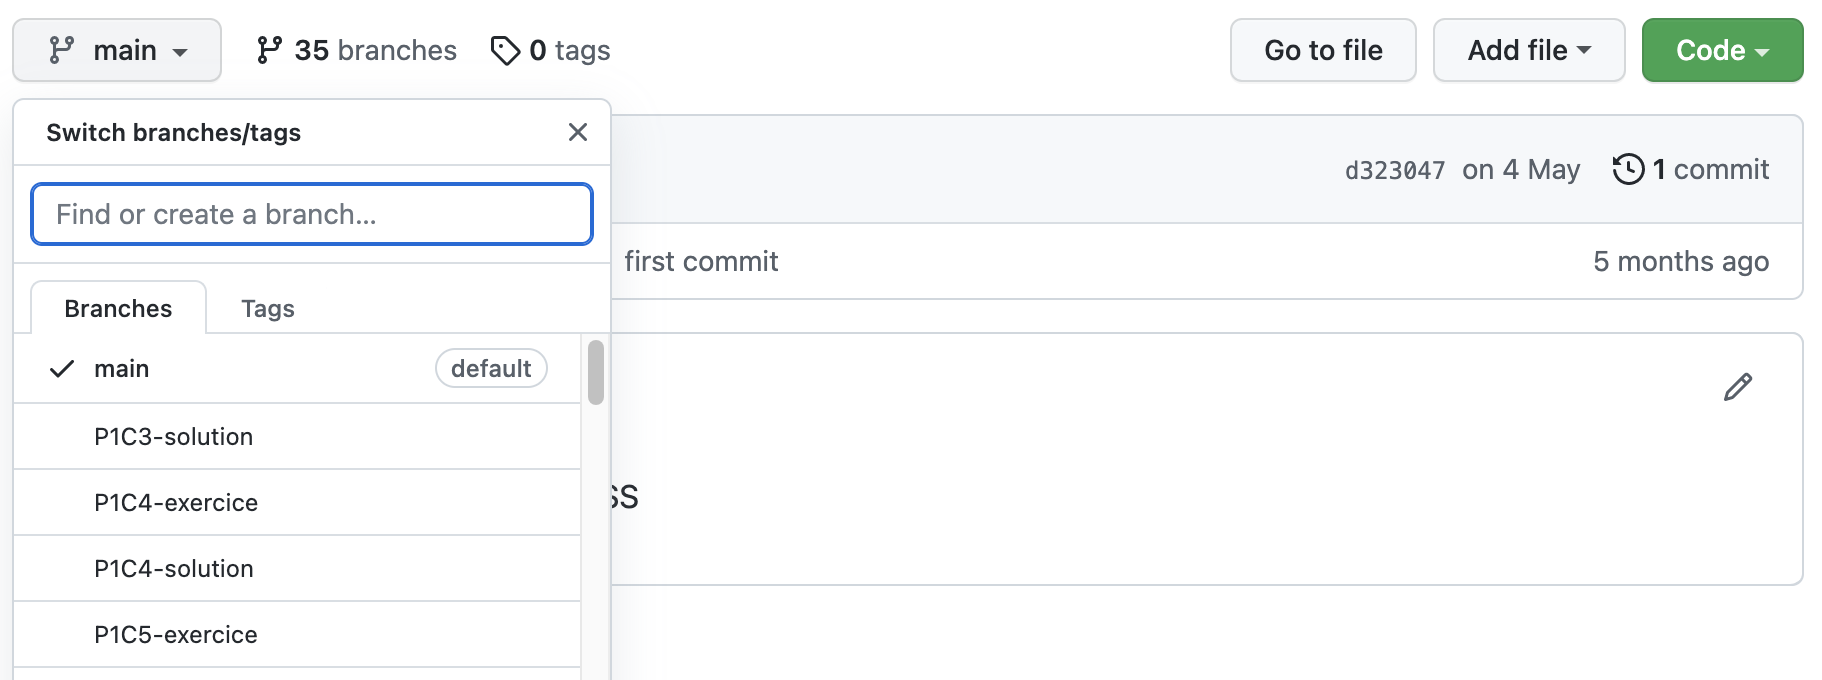 main 35 branches 0 tags Go to file Add file Code
Switch branches/tags
d323047 on 4 May 1 commit
Find or create a branch...
first commit 5 months ago
Branches Tags
main default
P1C3-solution
P1C4-exercice
P1C4-solution
P1C5-exercice